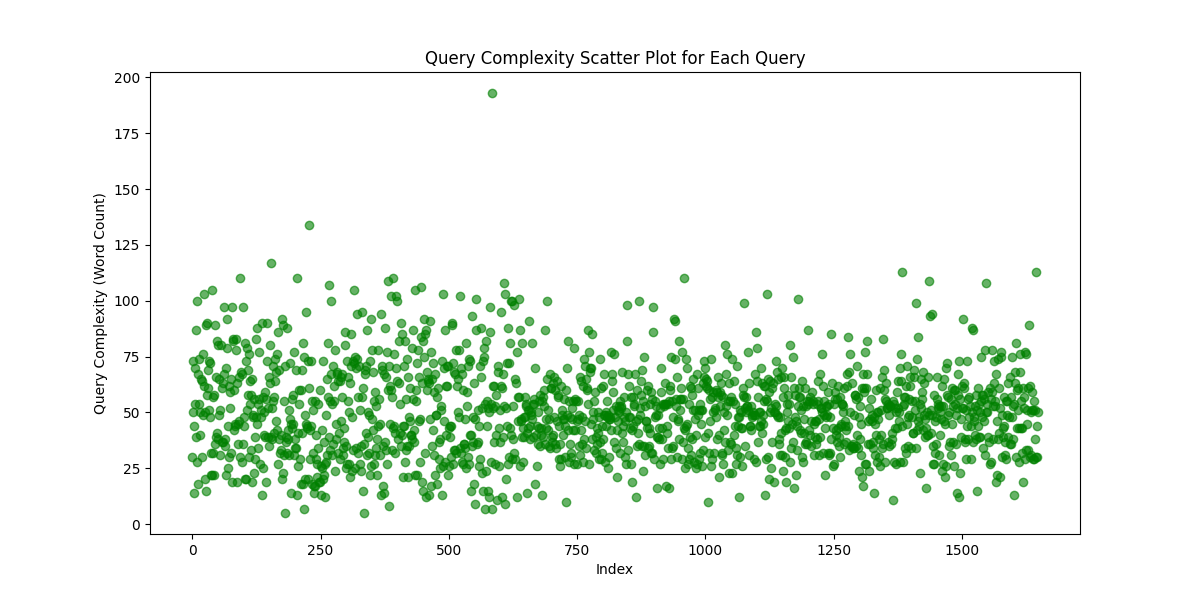 Query Complexity Scatter Plot for Each Query
200
175
150
125
100
75
50
25
0
Query Complexity (Word Count)
0 250 500 750 1000 1250 1500
Index